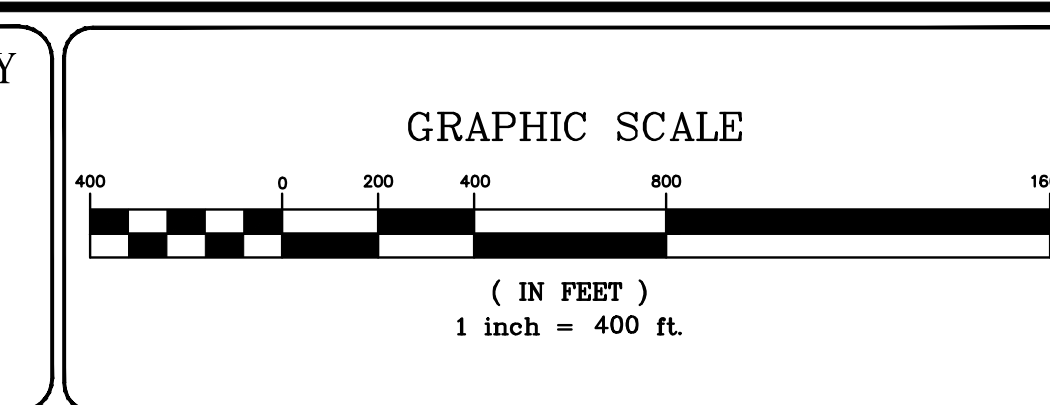 Y
GRAPHIC SCALE
400 0 200 400 800
( IN FEET )
1 inch = 400 ft.